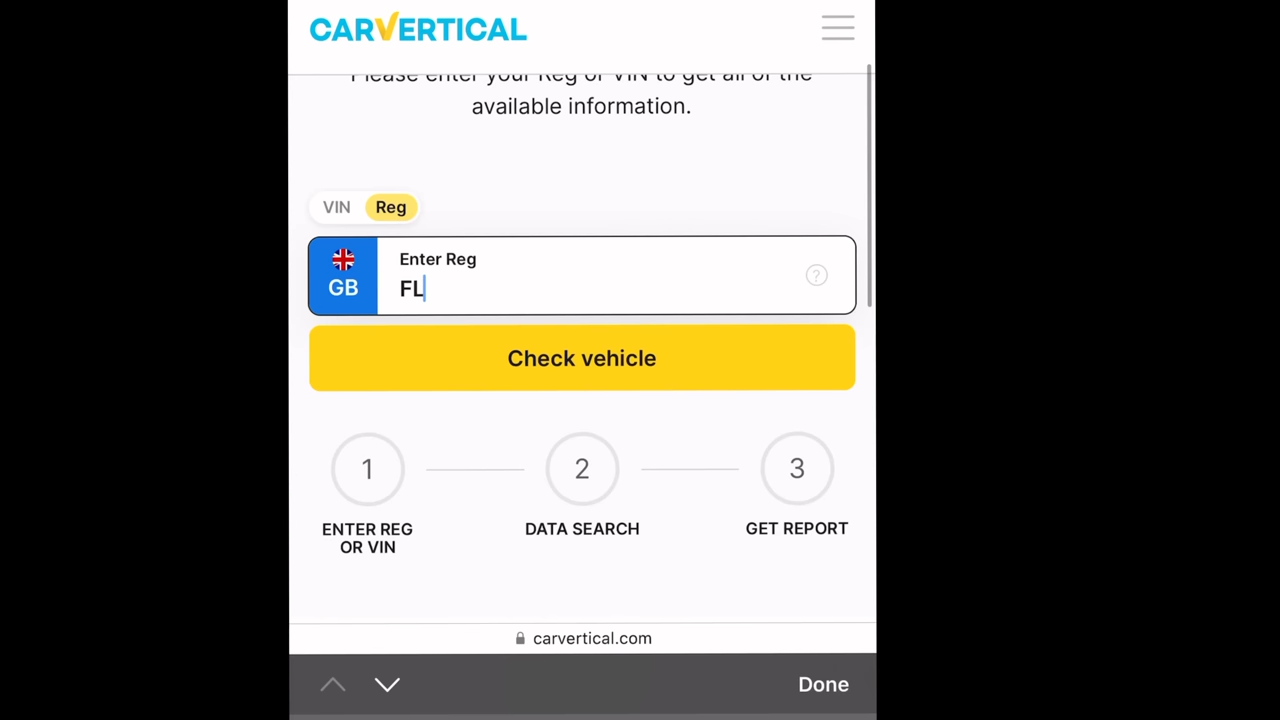 CARVERTICAL
Please enter your Reg or VIN to get all of the
available information.
VIN Reg
Enter Reg
?
GB
FL
Check vehicle
1 2 3
ENTER REG DATA SEARCH GET REPORT
OR VIN
carvertical.com
Done